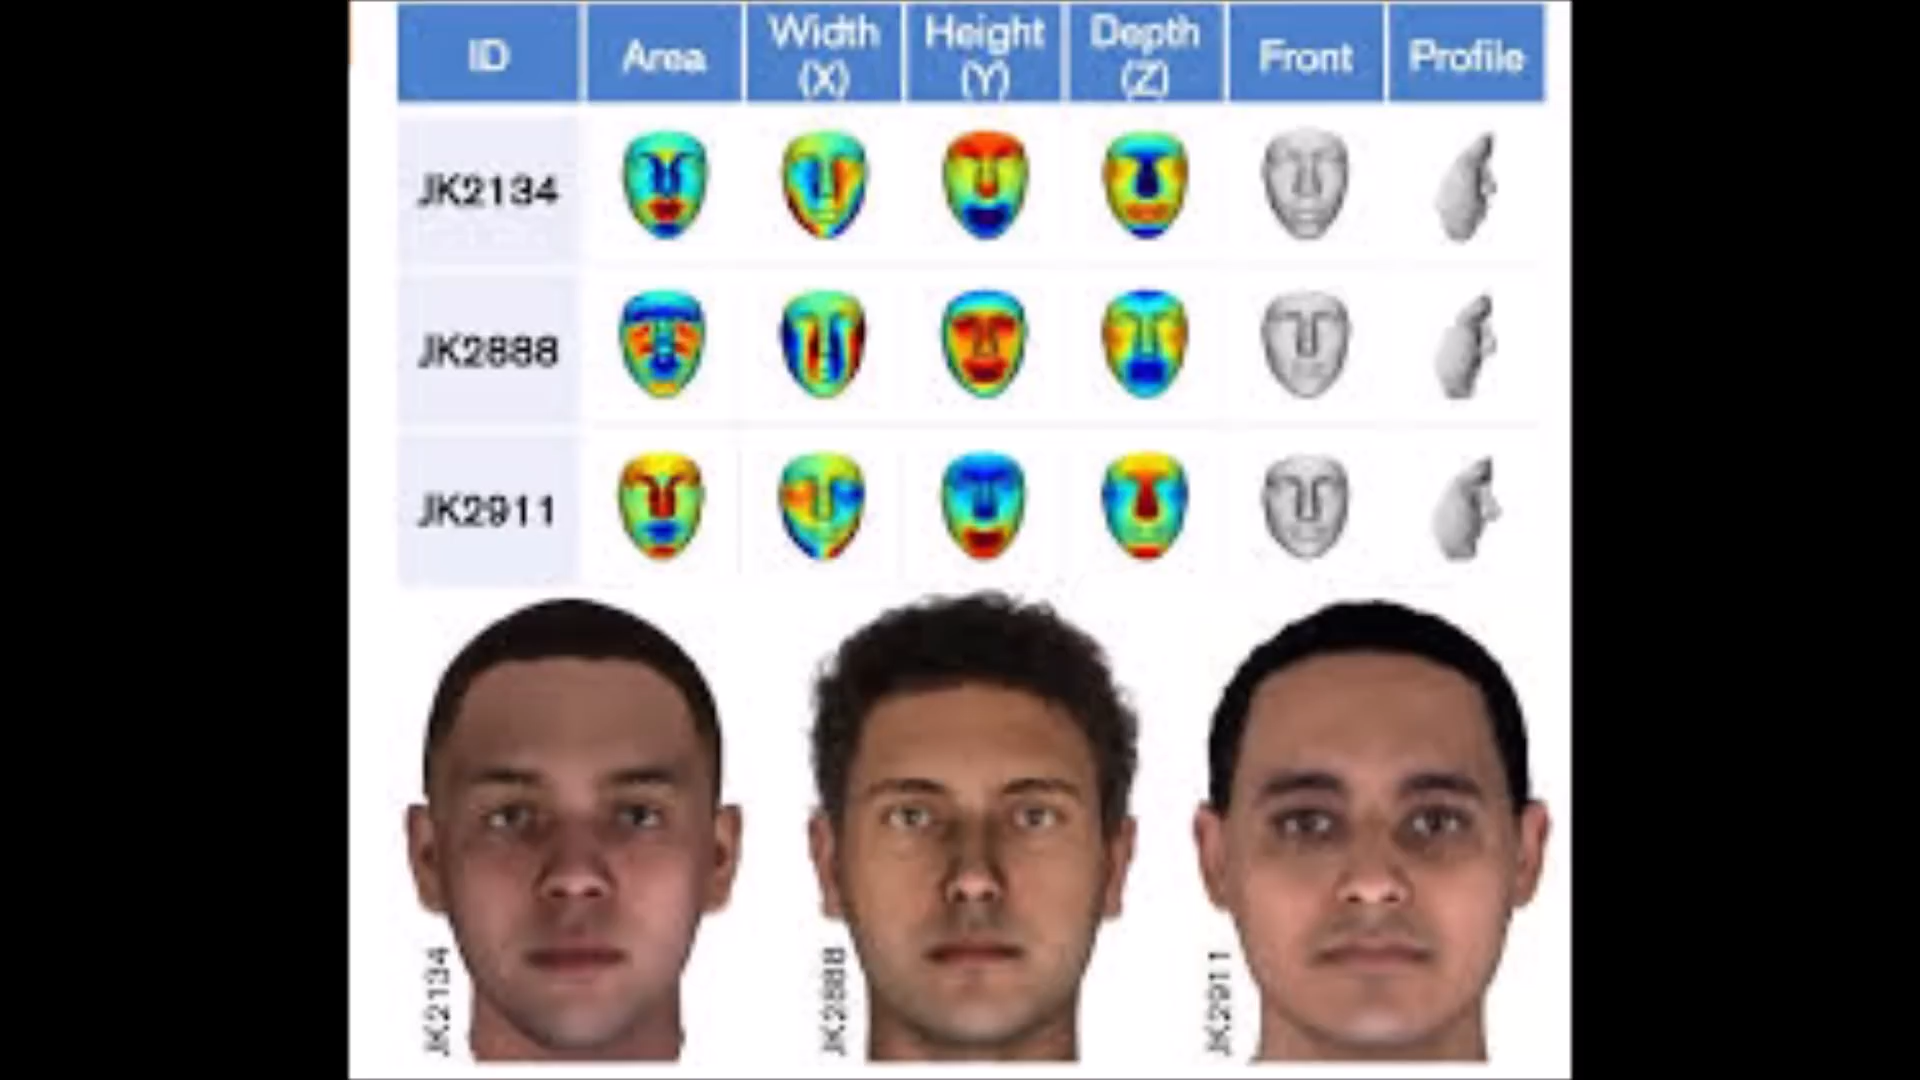 ID Area Width (X) Height (Y) Depth (Z) Front Profile
JK2134
JK2888
JK2911
JK2134
JK2888
JK2911